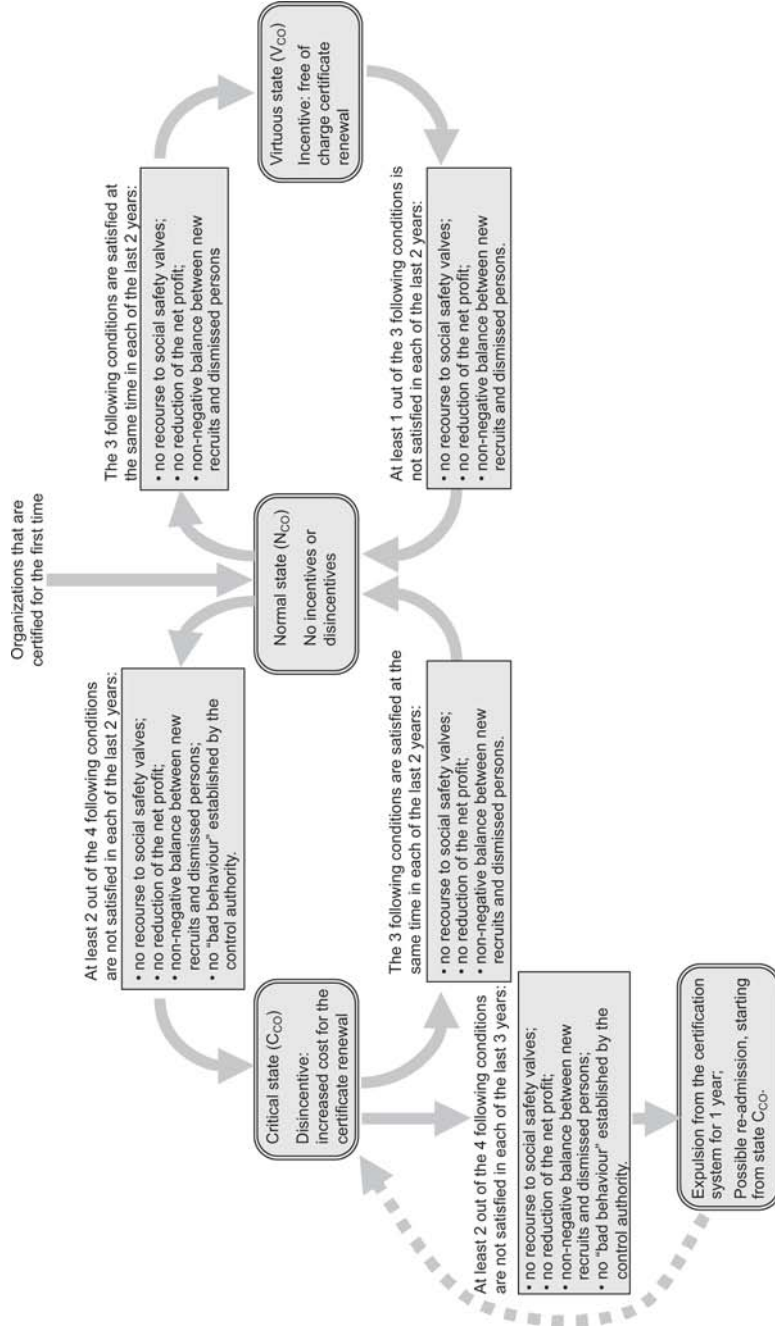 Organizations that are
certified for the first time
At least 2 out of the 4 following conditions
are not satisfied in each of the last 2 years:
• no recourse to social safety valves;
• no reduction of the net profit;
• non-negative balance between new
recruits and dismissed persons;
• no “bad behaviour” established by the
control authority.
The 3 following conditions are satisfied at
the same time in each of the last 2 years:
• no recourse to social safety valves;
• no reduction of the net profit;
• non-negative balance between new
recruits and dismissed persons
Critical state (CCO)
Disincentive:
increased cost for the
certificate renewal
Normal state (NCO)
No incentives or
disincentives
Virtuous state (VCO)
Incentive: free of
charge certificate
renewal
At least 2 out of the 4 following conditions
are not satisfied in each of the last 3 years:
• no recourse to social safety valves;
• no reduction of the net profit;
• non-negative balance between new
recruits and dismissed persons;
• no “bad behaviour” established by the
control authority.
The 3 following conditions are satisfied at the
same time in each of the last 2 years:
• no recourse to social safety valves;
• no reduction of the net profit;
• non-negative balance between new
recruits and dismissed persons.
At least 1 out of the 3 following conditions is
not satisfied in each of the last 2 years:
• no recourse to social safety valves;
• no reduction of the net profit;
• non-negative balance between new
recruits and dismissed persons.
Expulsion from the certification
system for 1 year;
Possible re-admission, starting
from state CCO.